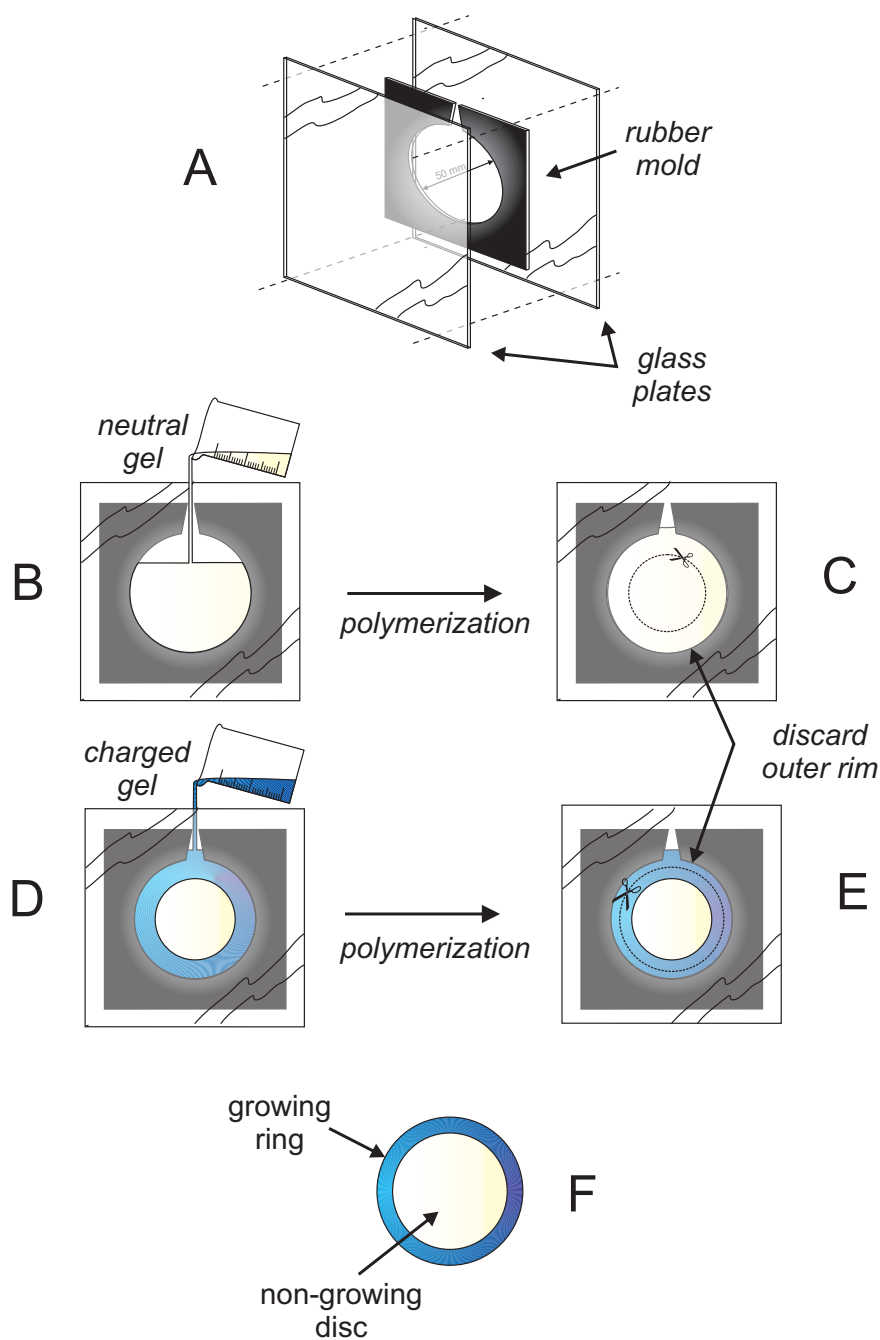 A
50 mm
rubber
mold
glass
plates
neutral
gel
B
polymerization
C
charged
gel
discard
outer rim
D
polymerization
E
growing
ring
F
non-growing
disc